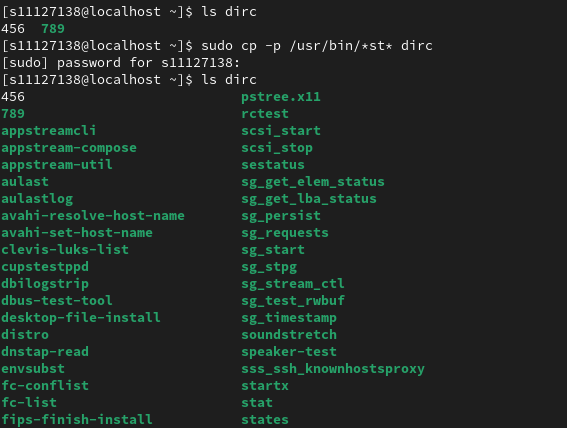 [s11127138@localhost ~]$ ls dirc
456  789
[s11127138@localhost ~]$ sudo cp -p /usr/bin/*st* dirc
[sudo] password for s11127138:
[s11127138@localhost ~]$ ls dirc
456                      pstree.x11
789                      rctest
appstreamcli             scsi_start
appstream-compose        scsi_stop
appstream-util           sestatus
aulast                   sg_get_elem_status
aulastlog                sg_get_lba_status
avahi-resolve-host-name  sg_persist
avahi-set-host-name      sg_requests
clevis-luks-list         sg_start
cupstestppd              sg_stpg
dbilogstrip              sg_stream_ctl
dbus-test-tool           sg_test_rwbuf
desktop-file-install     sg_timestamp
distro                   soundstretch
dnstap-read              speaker-test
envsubst                 sss_ssh_knownhostsproxy
fc-conflist              startx
fc-list                  stat
fips-finish-install      states